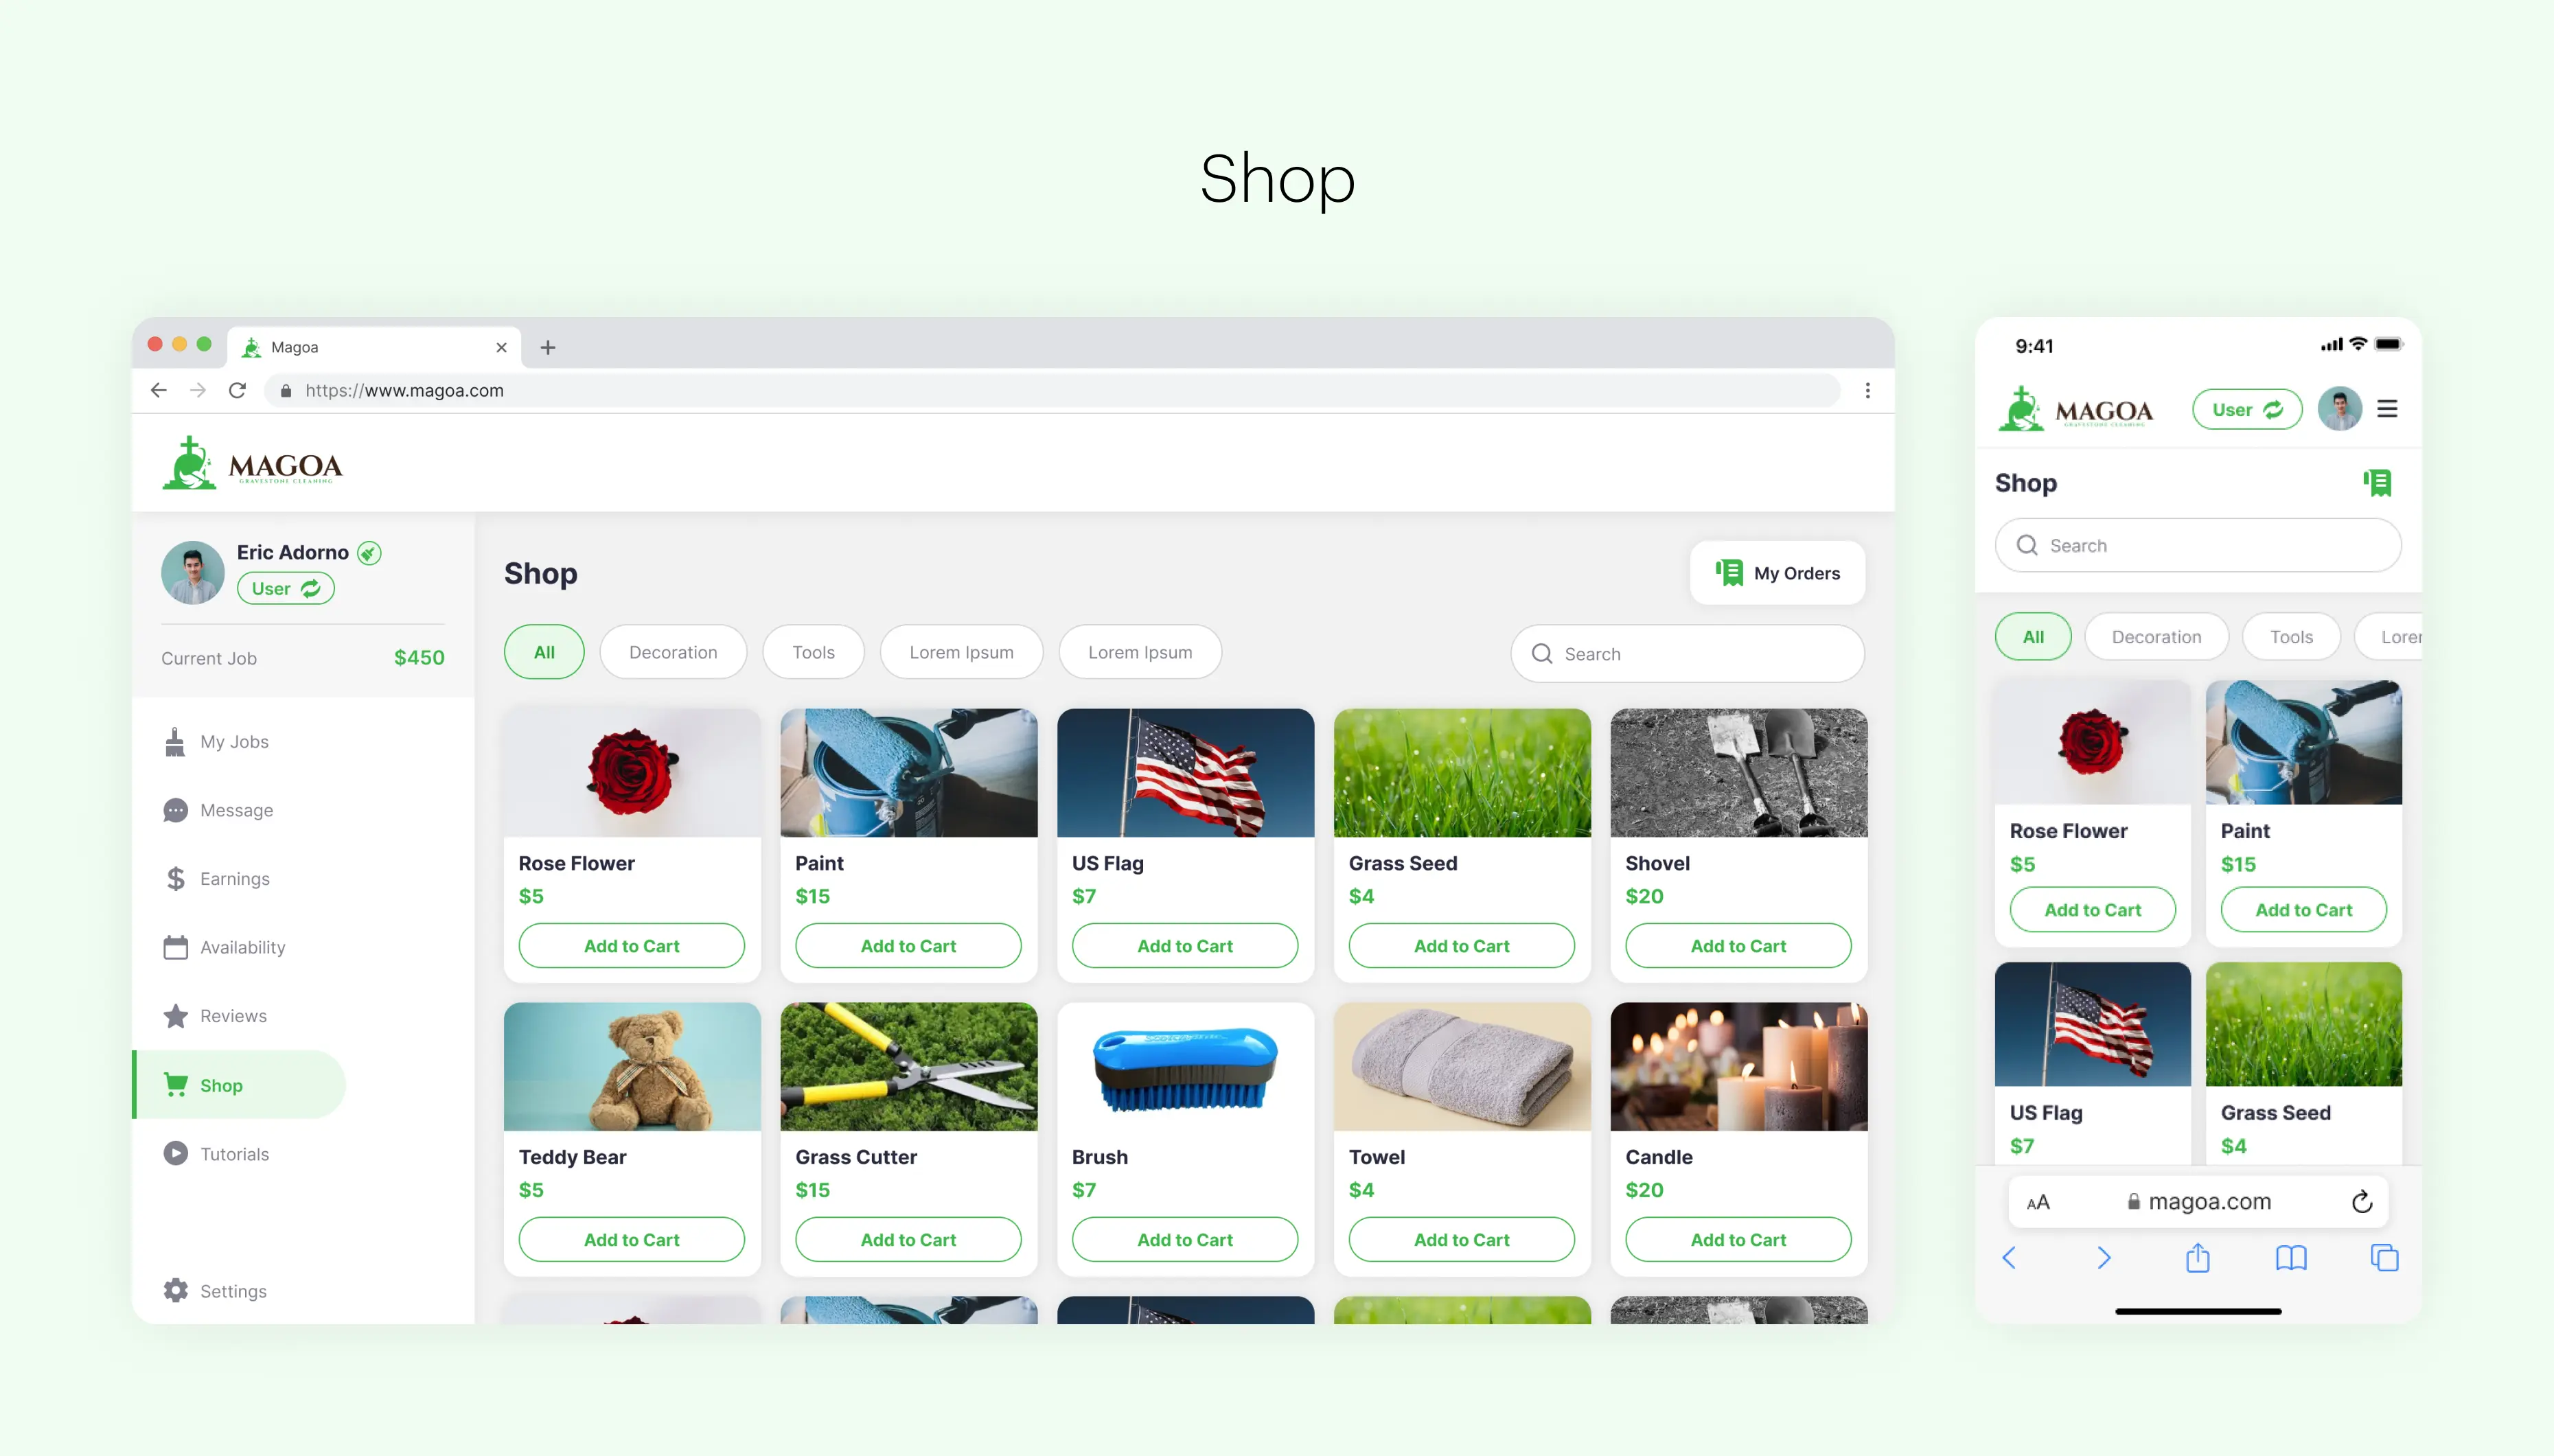 Shop
Magoa
https://www.magoa.com
MAGOA
GRAVESTONE CLEANING
Eric Adorno
User
Current Job $450
My Jobs
Message
Earnings
Availability
Reviews
Shop
Tutorials
Settings
Shop
My Orders
All Decoration Tools Lorem Ipsum Lorem Ipsum
Search
Rose Flower Paint US Flag Grass Seed Shovel
$5 $15 $7 $4 $20
Add to Cart Add to Cart Add to Cart Add to Cart Add to Cart
Teddy Bear Grass Cutter Brush Towel Candle
$5 $15 $7 $4 $20
Add to Cart Add to Cart Add to Cart Add to Cart Add to Cart
9:41
MAGOA
GRAVESTONE CLEANING
User
Shop
Search
All Decoration Tools Lorer
Rose Flower Paint
$5 $15
Add to Cart Add to Cart
US Flag Grass Seed
$7 $4
AA magoa.com